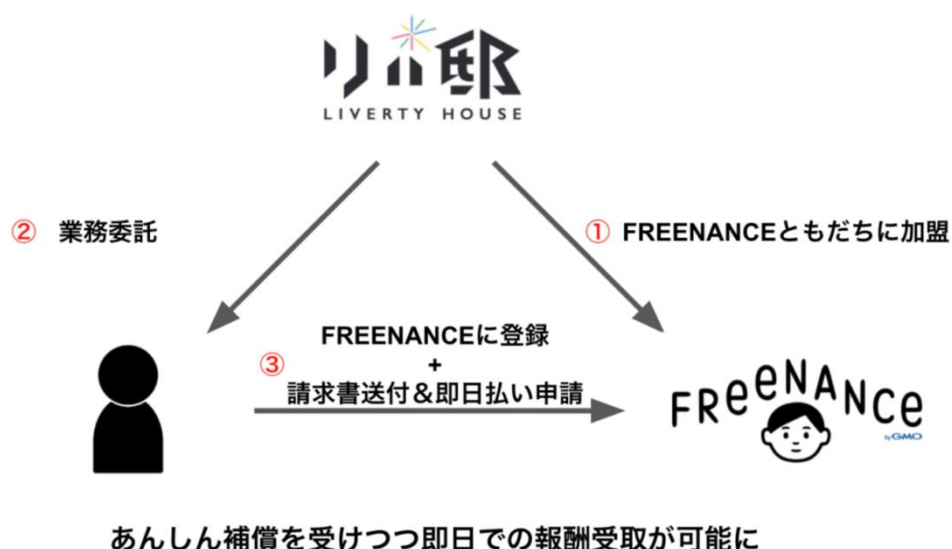 リバ邸
LIVERTY HOUSE
② 業務委託
① FREENANCEともだちに加盟
FREENANCEに登録
+
③
請求書送付＆即日払い申請
FReeNANCe
by GMO
あんしん補償を受けつつ即日での報酬受取が可能に